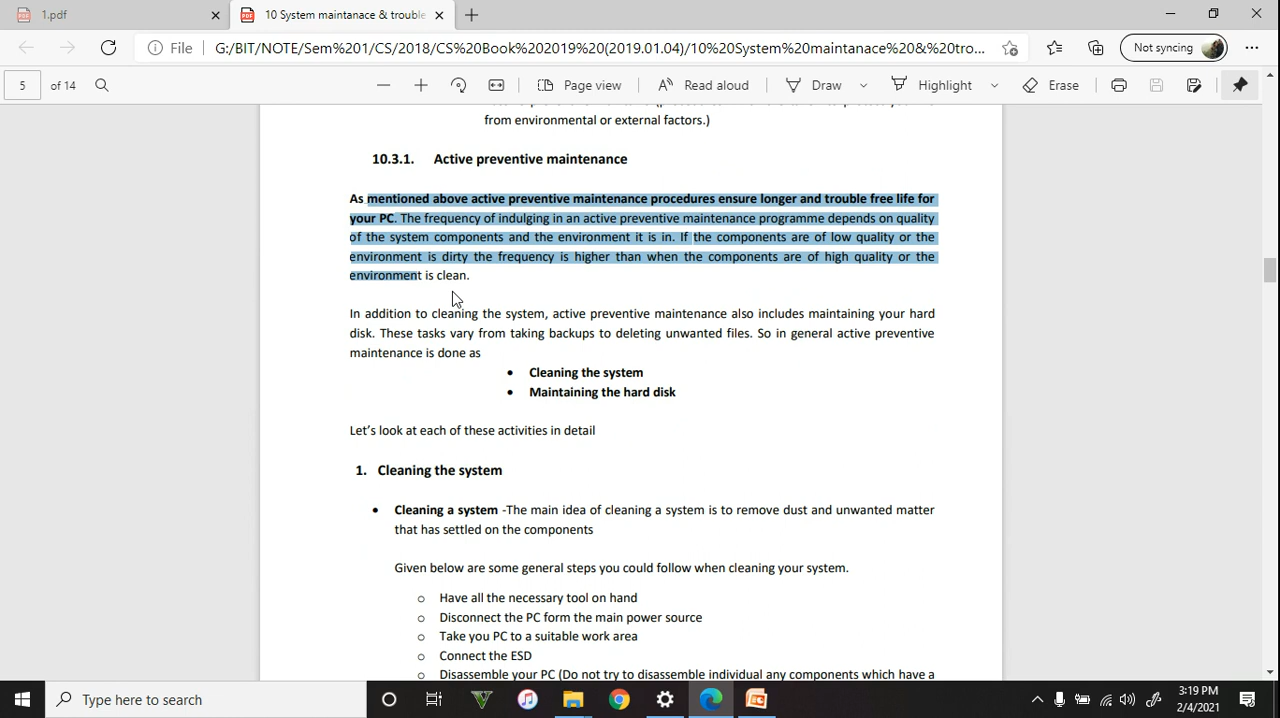 1.pdf
10 System maintanace & trouble
File
G:/BIT/NOTE/Sem%201/CS/2018/CS%20Book%202019%20(2019.01.04)/10%20System%20maintanace%20&%20tro...
Not syncing
5 of 14
Page view
Read aloud
Draw
Highlight
Erase
from environmental or external factors.)
10.3.1. Active preventive maintenance
As mentioned above active preventive maintenance procedures ensure longer and trouble free life for
your PC. The frequency of indulging in an active preventive maintenance programme depends on quality
of the system components and the environment it is in. If the components are of low quality or the
environment is dirty the frequency is higher than when the components are of high quality or the
environment is clean.
In addition to cleaning the system, active preventive maintenance also includes maintaining your hard
disk. These tasks vary from taking backups to deleting unwanted files. So in general active preventive
maintenance is done as
• Cleaning the system
• Maintaining the hard disk
Let's look at each of these activities in detail
1. Cleaning the system
• Cleaning a system -The main idea of cleaning a system is to remove dust and unwanted matter
that has settled on the components
Given below are some general steps you could follow when cleaning your system.
o Have all the necessary tool on hand
o Disconnect the PC form the main power source
o Take you PC to a suitable work area
o Connect the ESD
o Disassemble your PC (Do not try to disassemble individual any components which have a
Type here to search
3:19 PM
2/4/2021